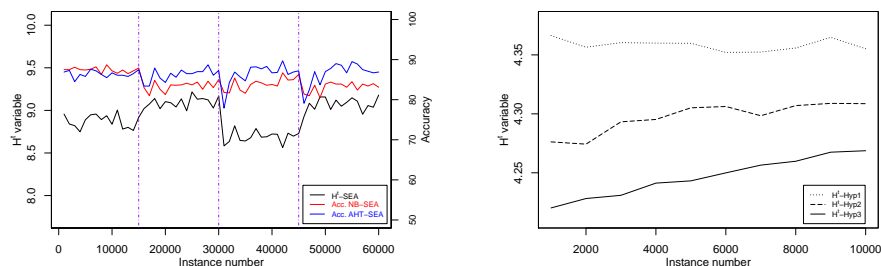 10.0
9.5
9.0
8.5
8.0
Hᵗ variable
100
90
80
70
60
50
Accuracy
Hᵗ−SEA
Acc. NB−SEA
Acc. AHT−SEA
0 10000 20000 30000 40000 50000 60000
Instance number
4.35
4.30
4.25
Hᵗ variable
Hᵗ−Hyp1
Hᵗ−Hyp2
Hᵗ−Hyp3
2000 4000 6000 8000 10000
Instance number